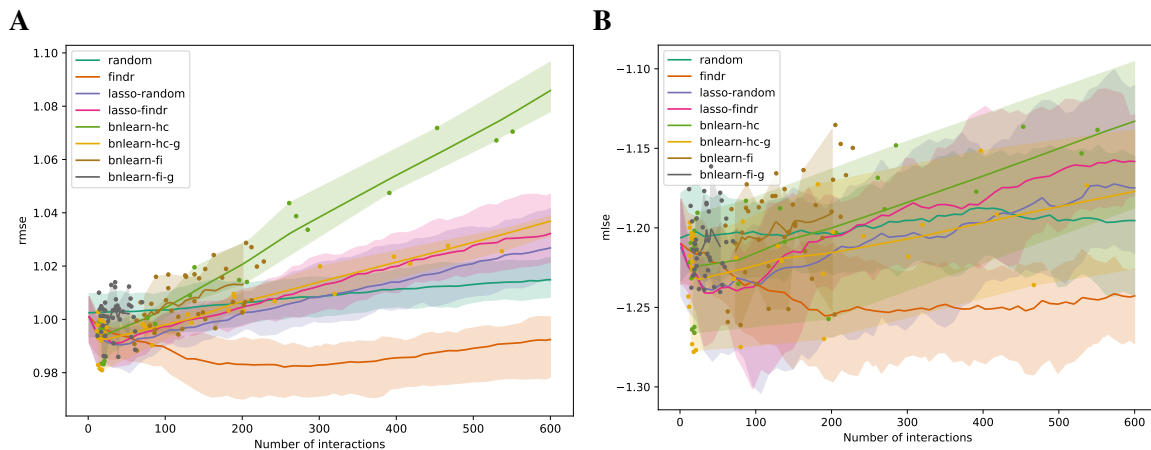 A
rmse
1.10
1.08
1.06
1.04
1.02
1.00
0.98
random
findr
lasso-random
lasso-findr
bnlearn-hc
bnlearn-hc-g
bnlearn-fi
bnlearn-fi-g
0 100 200 300 400 500 600
Number of interactions
B
mlse
−1.10
−1.15
−1.20
−1.25
−1.30
random
findr
lasso-random
lasso-findr
bnlearn-hc
bnlearn-hc-g
bnlearn-fi
bnlearn-fi-g
0 100 200 300 400 500 600
Number of interactions